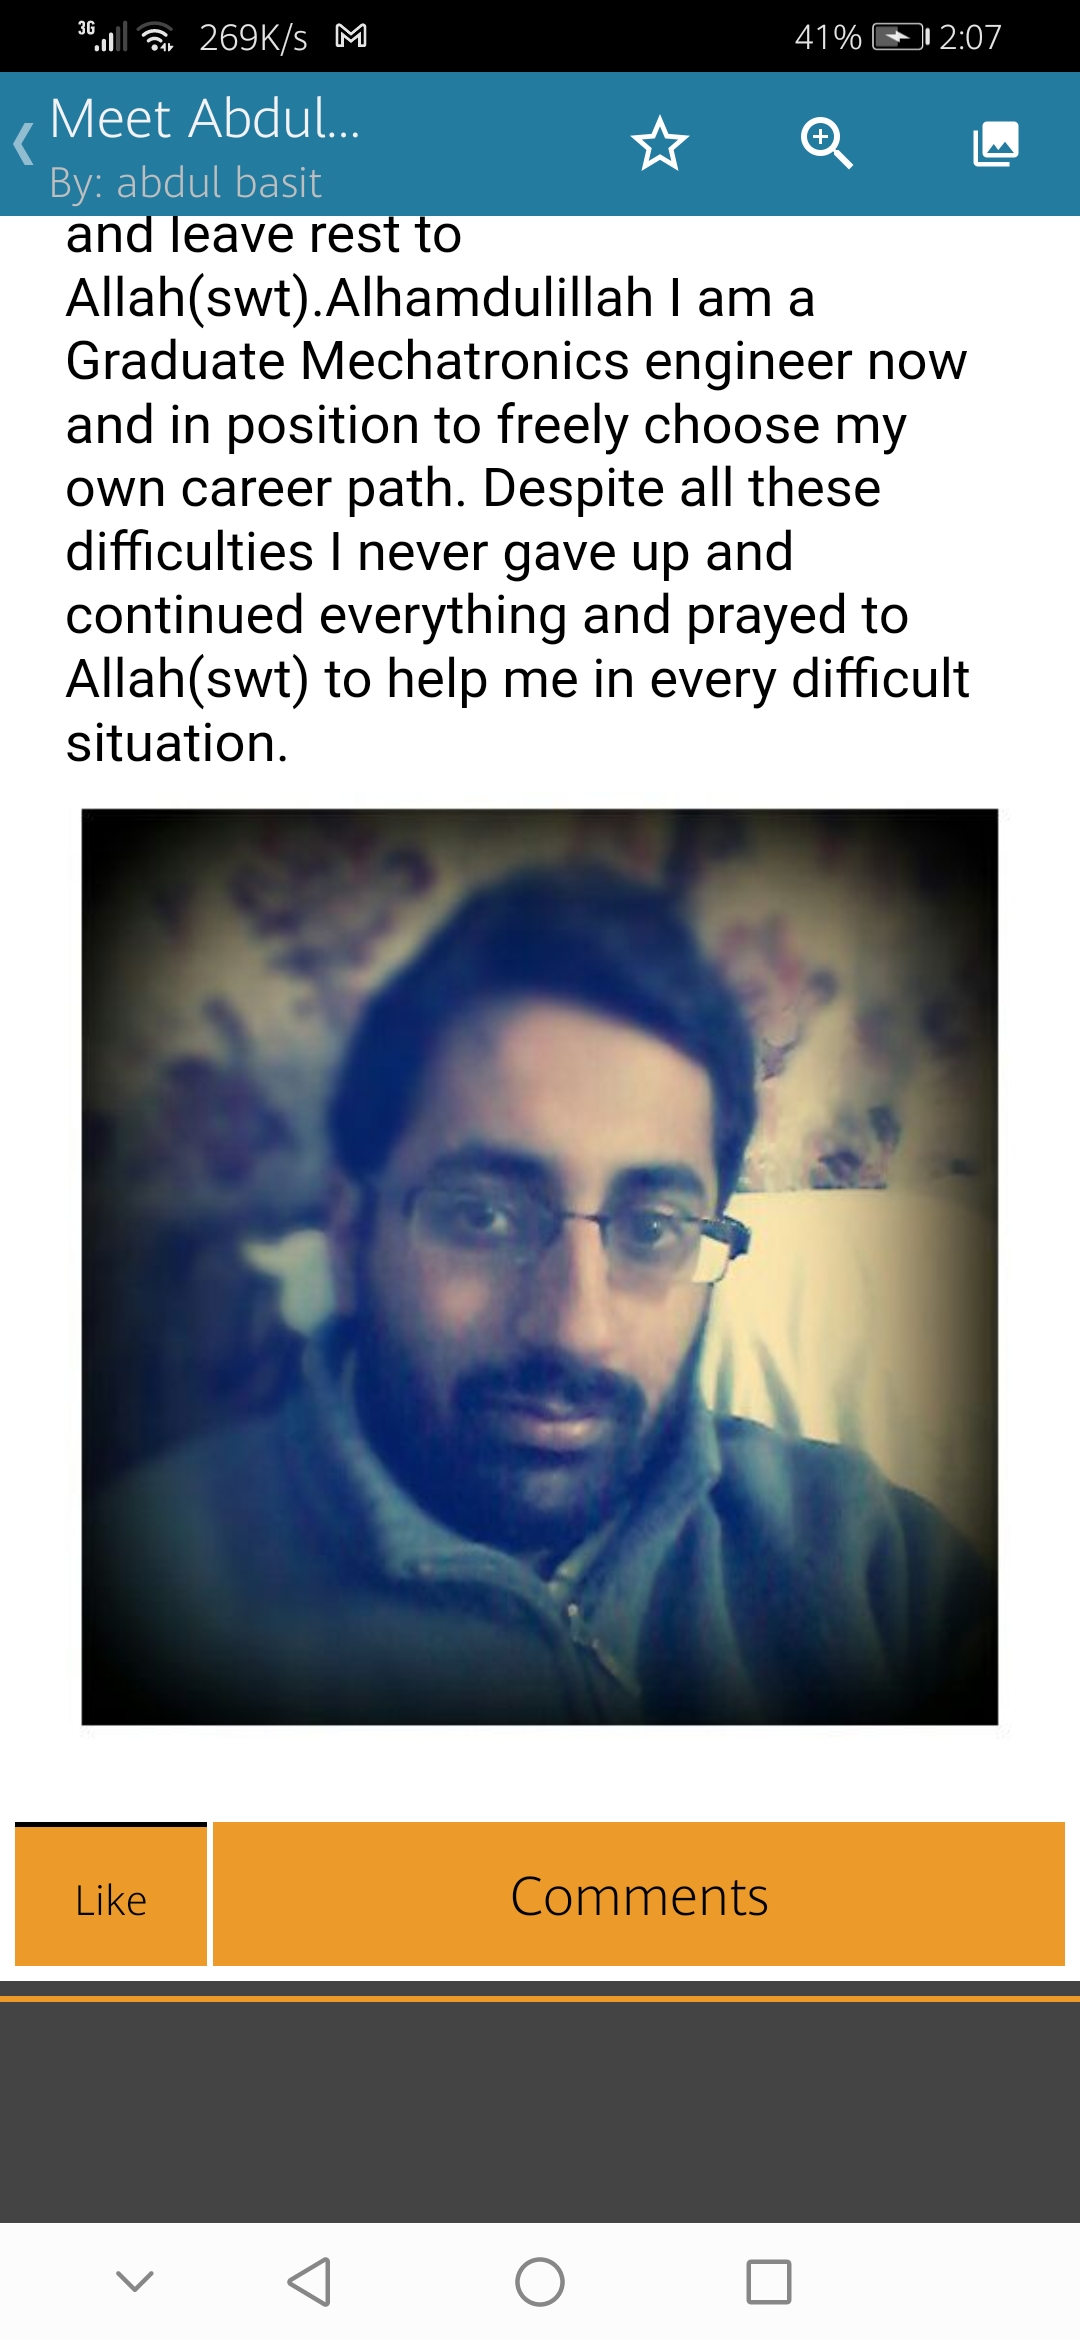 3G 269K/s 41% 2:07
Meet Abdul...
By: abdul basit
and leave rest to
Allah(swt).Alhamdulillah I am a
Graduate Mechatronics engineer now
and in position to freely choose my
own career path. Despite all these
difficulties I never gave up and
continued everything and prayed to
Allah(swt) to help me in every difficult
situation.
Like Comments